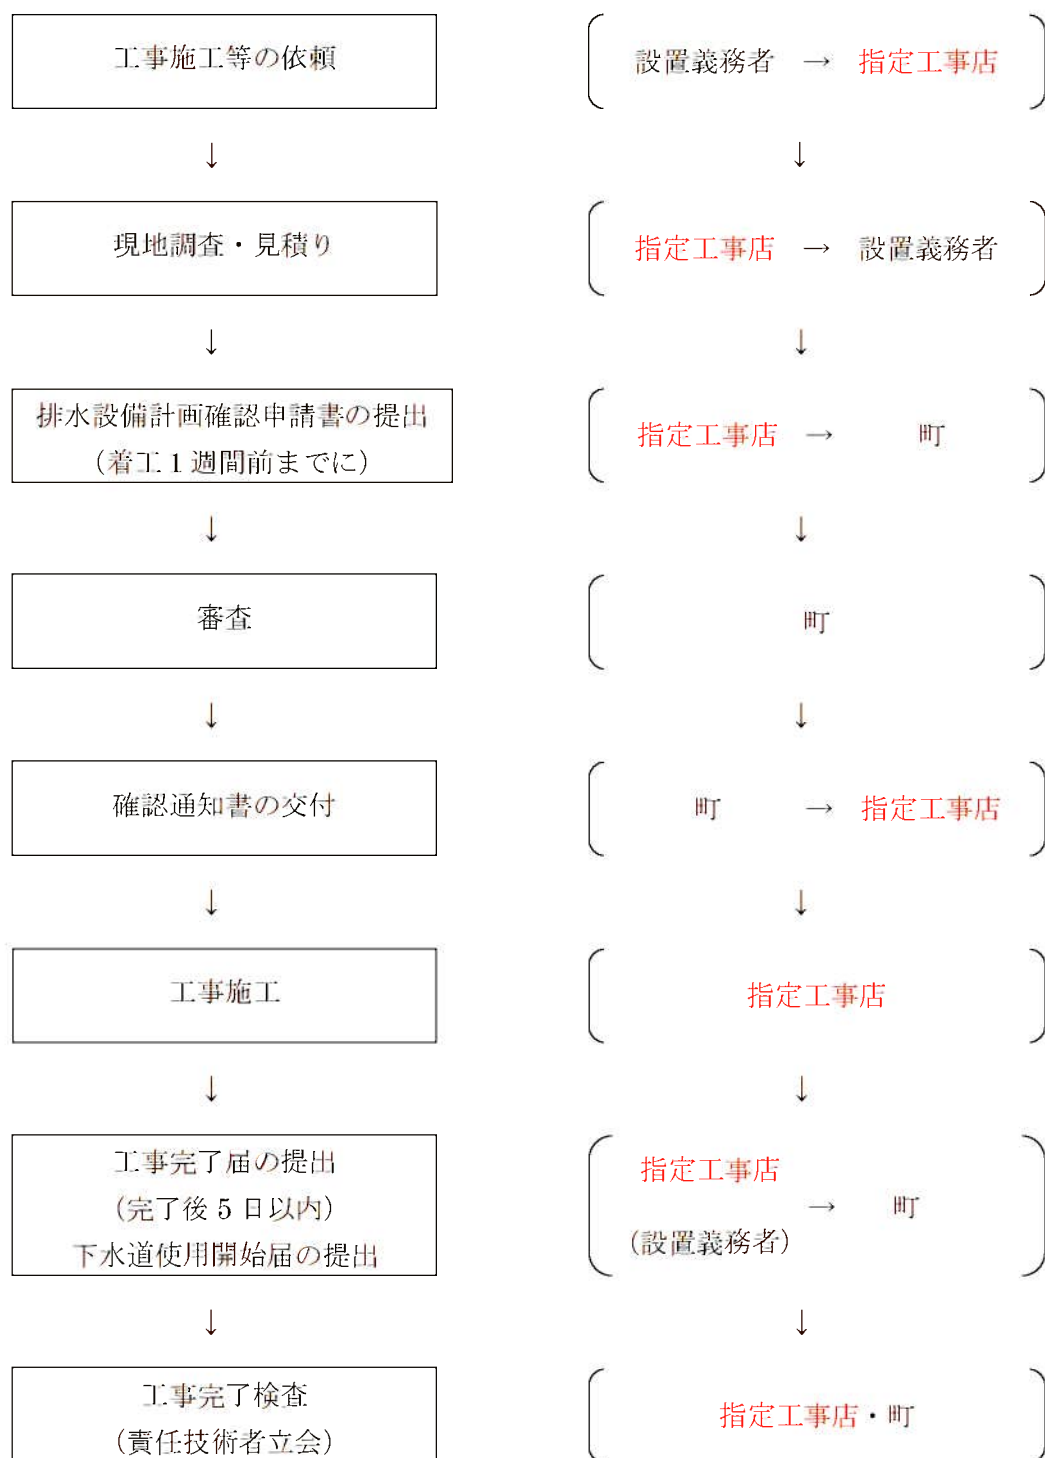 工事施工等の依頼
設置義務者 → 指定工事店
↓ ↓
現地調査・見積り
指定工事店 → 設置義務者
↓ ↓
排水設備計画確認申請書の提出
（着工1週間前までに）
指定工事店 → 町
↓ ↓
審査
町
↓ ↓
確認通知書の交付
町 → 指定工事店
↓ ↓
工事施工
指定工事店
↓ ↓
工事完了届の提出
（完了後5日以内）
下水道使用開始届の提出
指定工事店
→ 町
（設置義務者）
↓ ↓
工事完了検査
（責任技術者立会）
指定工事店・町